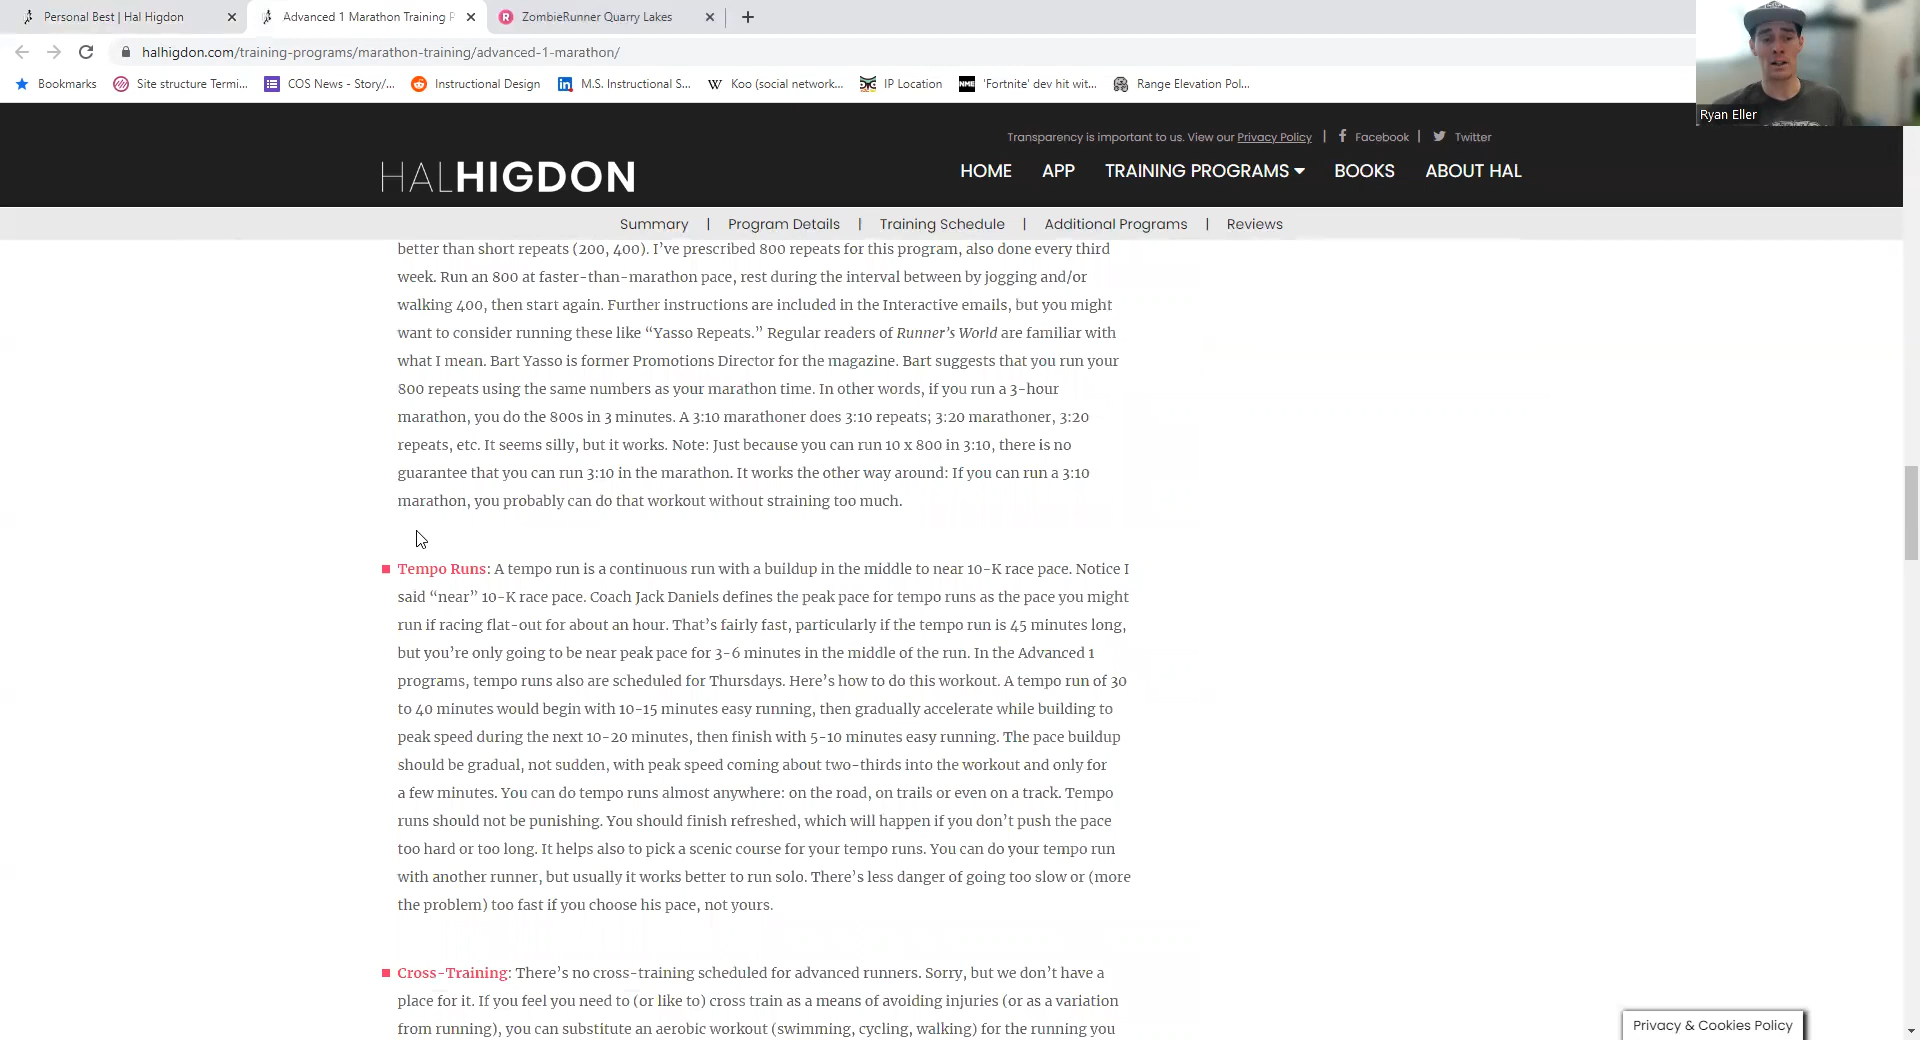 Personal Best | Hal Higdon
Advanced 1 Marathon Training P
ZombieRunner Quarry Lakes
halhigdon.com/training-programs/marathon-training/advanced-1-marathon/
Bookmarks
Site structure Termi...
COS News - Story/...
Instructional Design
M.S. Instructional S...
Koo (social network...
IP Location
'Fortnite' dev hit wit...
Range Elevation Pol...
Ryan Eller
Transparency is important to us. View our Privacy Policy | Facebook | Twitter
HALHIGDON
HOME APP TRAINING PROGRAMS BOOKS ABOUT HAL
Summary | Program Details | Training Schedule | Additional Programs | Reviews
better than short repeats (200, 400). I’ve prescribed 800 repeats for this program, also done every third
week. Run an 800 at faster-than-marathon pace, rest during the interval between by jogging and/or
walking 400, then start again. Further instructions are included in the Interactive emails, but you might
want to consider running these like “Yasso Repeats.” Regular readers of Runner’s World are familiar with
what I mean. Bart Yasso is former Promotions Director for the magazine. Bart suggests that you run your
800 repeats using the same numbers as your marathon time. In other words, if you run a 3-hour
marathon, you do the 800s in 3 minutes. A 3:10 marathoner does 3:10 repeats; 3:20 marathoner, 3:20
repeats, etc. It seems silly, but it works. Note: Just because you can run 10 x 800 in 3:10, there is no
guarantee that you can run 3:10 in the marathon. It works the other way around: If you can run a 3:10
marathon, you probably can do that workout without straining too much.
Tempo Runs: A tempo run is a continuous run with a buildup in the middle to near 10-K race pace. Notice I
said “near” 10-K race pace. Coach Jack Daniels defines the peak pace for tempo runs as the pace you might
run if racing flat-out for about an hour. That’s fairly fast, particularly if the tempo run is 45 minutes long,
but you’re only going to be near peak pace for 3-6 minutes in the middle of the run. In the Advanced 1
programs, tempo runs also are scheduled for Thursdays. Here’s how to do this workout. A tempo run of 30
to 40 minutes would begin with 10-15 minutes easy running, then gradually accelerate while building to
peak speed during the next 10-20 minutes, then finish with 5-10 minutes easy running. The pace buildup
should be gradual, not sudden, with peak speed coming about two-thirds into the workout and only for
a few minutes. You can do tempo runs almost anywhere: on the road, on trails or even on a track. Tempo
runs should not be punishing. You should finish refreshed, which will happen if you don’t push the pace
too hard or too long. It helps also to pick a scenic course for your tempo runs. You can do your tempo run
with another runner, but usually it works better to run solo. There’s less danger of going too slow or (more
the problem) too fast if you choose his pace, not yours.
Cross-Training: There’s no cross-training scheduled for advanced runners. Sorry, but we don’t have a
place for it. If you feel you need to (or like to) cross train as a means of avoiding injuries (or as a variation
from running), you can substitute an aerobic workout (swimming, cycling, walking) for the running you
Privacy & Cookies Policy